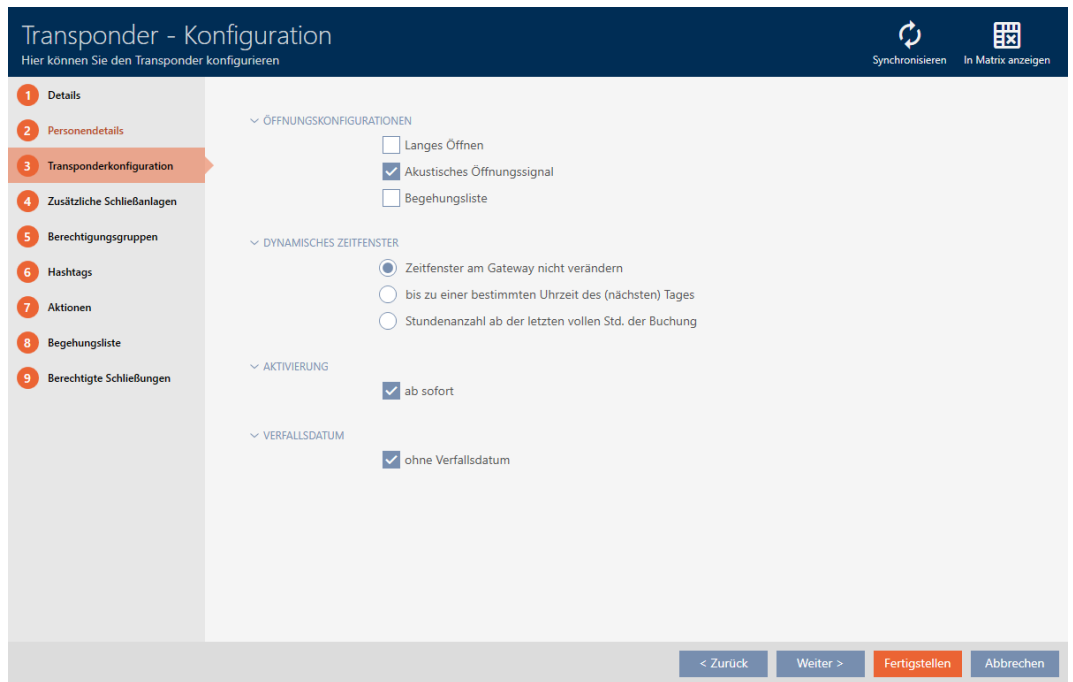 Transponder - Konfiguration
Hier können Sie den Transponder konfigurieren
Synchronisieren
In Matrix anzeigen
1 Details
2 Personendetails
3 Transponderkonfiguration
4 Zusätzliche Schließanlagen
5 Berechtigungsgruppen
6 Hashtags
7 Aktionen
8 Begehungsliste
9 Berechtigte Schließungen
ÖFFNUNGSKONFIGURATIONEN
Langes Öffnen
Akustisches Öffnungssignal
Begehungsliste
DYNAMISCHES ZEITFENSTER
Zeitfenster am Gateway nicht verändern
bis zu einer bestimmten Uhrzeit des (nächsten) Tages
Stundenanzahl ab der letzten vollen Std. der Buchung
AKTIVIERUNG
ab sofort
VERFALLSDATUM
ohne Verfallsdatum
< Zurück
Weiter >
Fertigstellen
Abbrechen